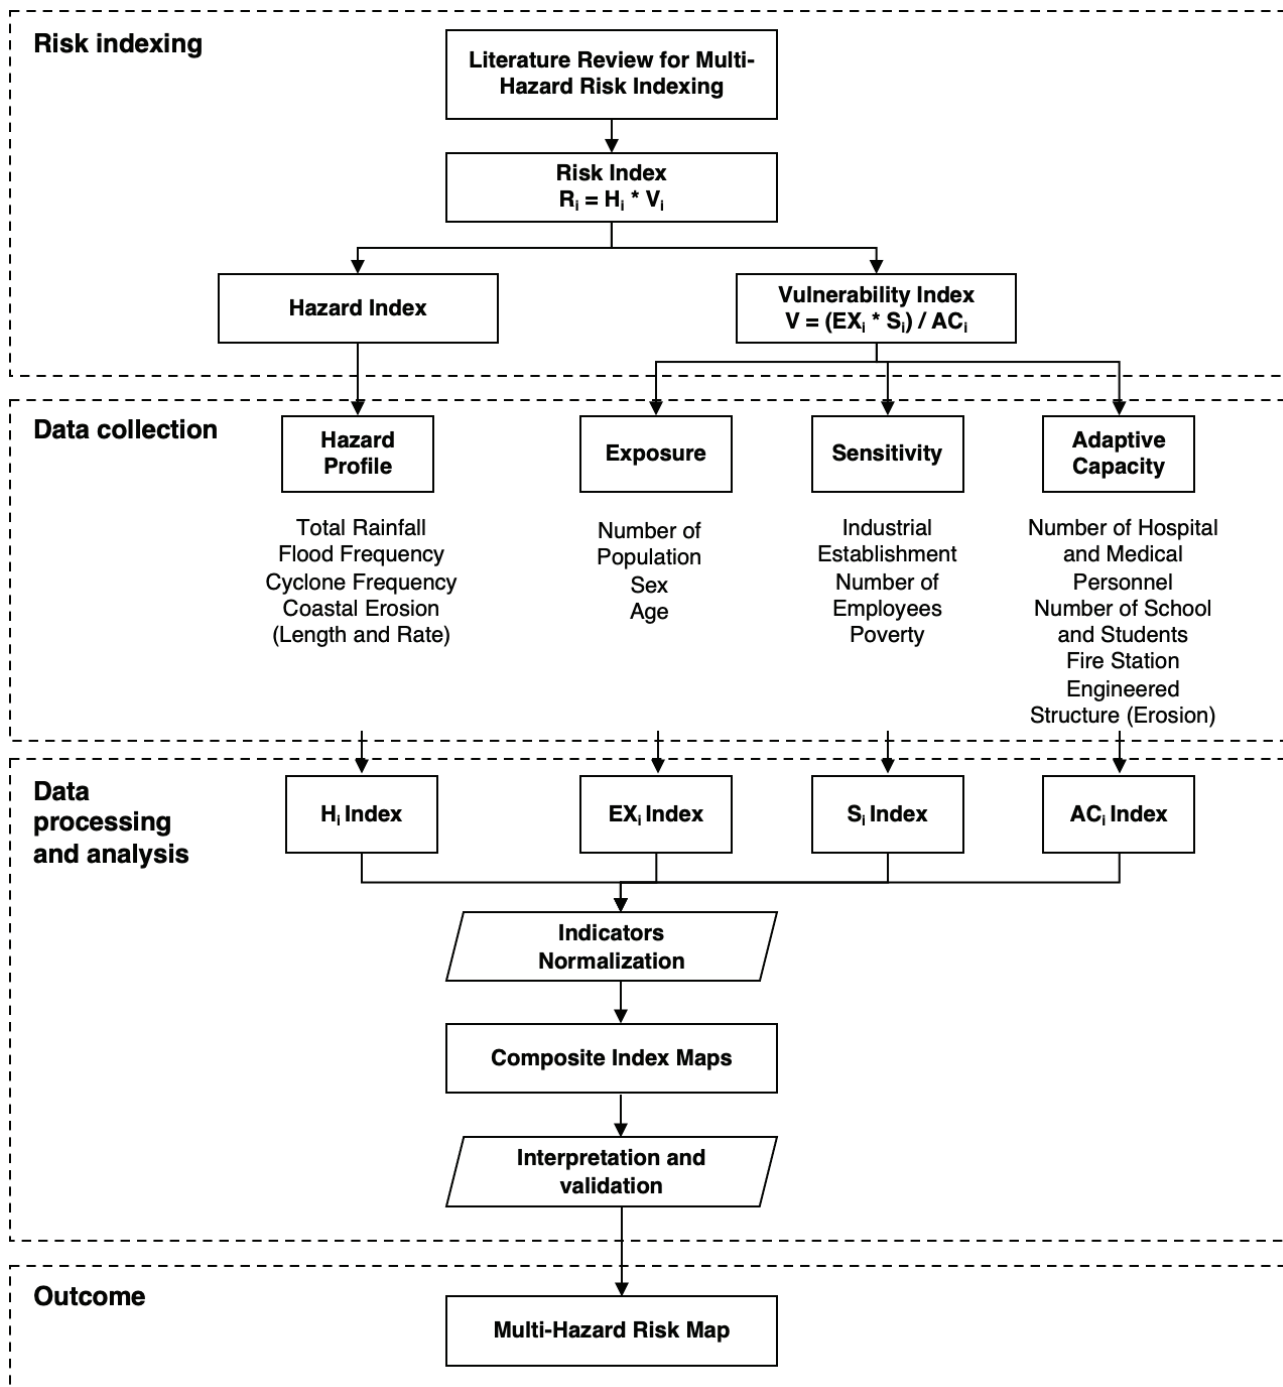 Risk indexing
Literature Review for Multi-
Hazard Risk Indexing
Risk Index
Rᵢ = Hᵢ * Vᵢ
Hazard Index
Vulnerability Index
V = (EXᵢ * Sᵢ) / ACᵢ
Data collection
Hazard
Profile
Exposure
Sensitivity
Adaptive
Capacity
Total Rainfall
Flood Frequency
Cyclone Frequency
Coastal Erosion
(Length and Rate)
Number of
Population
Sex
Age
Industrial
Establishment
Number of
Employees
Poverty
Number of Hospital
and Medical
Personnel
Number of School
and Students
Fire Station
Engineered
Structure (Erosion)
Data
processing
and analysis
Hᵢ Index
EXᵢ Index
Sᵢ Index
ACᵢ Index
Indicators
Normalization
Composite Index Maps
Interpretation and
validation
Outcome
Multi-Hazard Risk Map